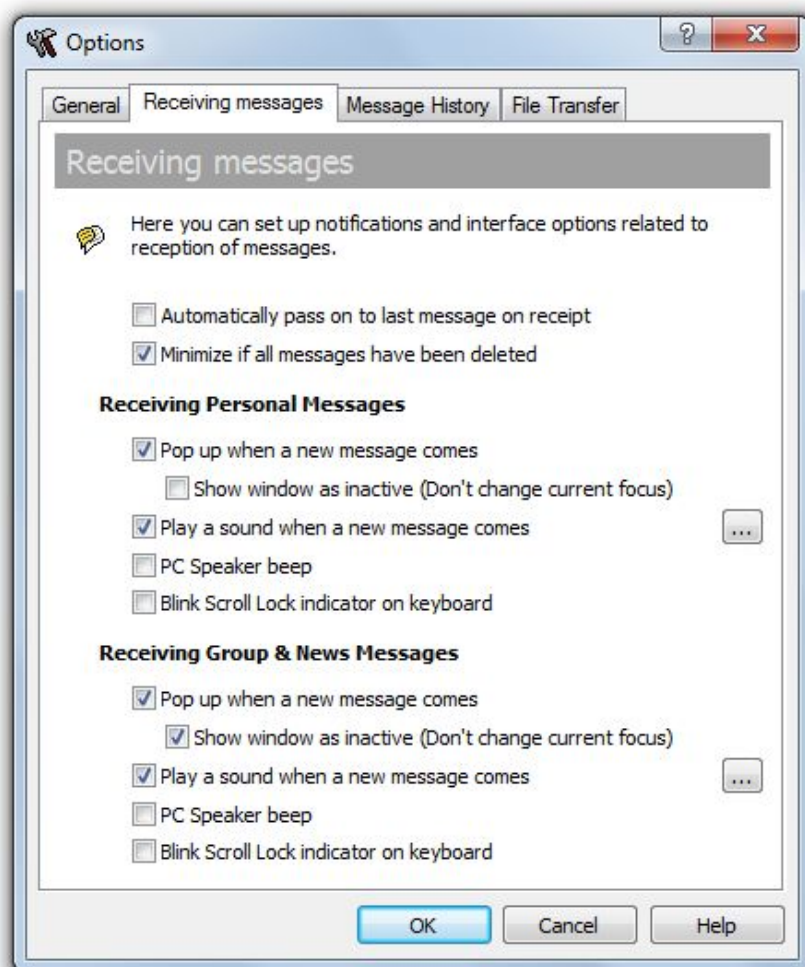 Options
General
Receiving messages
Message History
File Transfer
Receiving messages
Here you can set up notifications and interface options related to
reception of messages.
Automatically pass on to last message on receipt
Minimize if all messages have been deleted
Receiving Personal Messages
Pop up when a new message comes
Show window as inactive (Don't change current focus)
Play a sound when a new message comes
...
PC Speaker beep
Blink Scroll Lock indicator on keyboard
Receiving Group & News Messages
Pop up when a new message comes
Show window as inactive (Don't change current focus)
Play a sound when a new message comes
...
PC Speaker beep
Blink Scroll Lock indicator on keyboard
OK
Cancel
Help